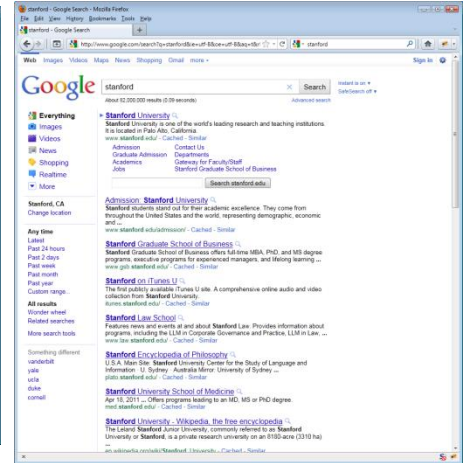 stanford - Google Search - Mozilla Firefox
File Edit View History Bookmarks Tools Help
stanford - Google Search
stanford
Web Images Videos Maps News Shopping Gmail more
Sign in
Google
stanford
Search
Instant is on
SafeSearch off
About 52,000,000 results (0.09 seconds)
Advanced search
Everything
Images
Videos
News
Shopping
Realtime
More
Stanford, CA
Change location
Any time
Latest
Past 24 hours
Past 2 days
Past week
Past month
Past year
Custom range...
All results
Wonder wheel
Related searches
More search tools
Something different
vanderbilt
yale
ucla
duke
cornell
Stanford University
Stanford University is one of the world's leading research and teaching institutions.
It is located in Palo Alto, California
www.stanford.edu/ - Cached - Similar
Admission Contact Us
Graduate Admission Departments
Academics Gateway for Faculty/Staff
Jobs Stanford Graduate School of Business
Search stanford.edu
Admission: Stanford University
Stanford students stand out for their academic excellence. They come from
throughout the United States and the world, representing demographic, economic
and ...
www.stanford.edu/admission/ - Cached - Similar
Stanford Graduate School of Business
Stanford Graduate School of Business offers full-time MBA, PhD, and MS degree
programs, executive programs for experienced managers, and lifelong learning ...
www.gsb.stanford.edu/ - Cached - Similar
Stanford on iTunes U
The first publicly available iTunes U site. A comprehensive online audio and video
collection from Stanford University.
itunes.stanford.edu/ - Cached - Similar
Stanford Law School
Features news and events at and about Stanford Law. Provides information about
programs, including the LLM in Corporate Governance and Practice, LLM in Law, ...
www.law.stanford.edu/ - Cached - Similar
Stanford Encyclopedia of Philosophy
U.S.A. Main Site: Stanford University Center for the Study of Language and
Information · U. Sydney · Australia Mirror: University of Sydney ...
plato.stanford.edu/ - Cached - Similar
Stanford University School of Medicine
Apr 18, 2011 ... Offers programs leading to an MD, MS or PhD degree.
med.stanford.edu/ - Cached - Similar
Stanford University - Wikipedia, the free encyclopedia
The Leland Stanford Junior University, commonly referred to as Stanford
University or Stanford, is a private research university on an 8180-acre (3310 ha)
...
en.wikipedia.org/wiki/Stanford_University - Cached - Similar